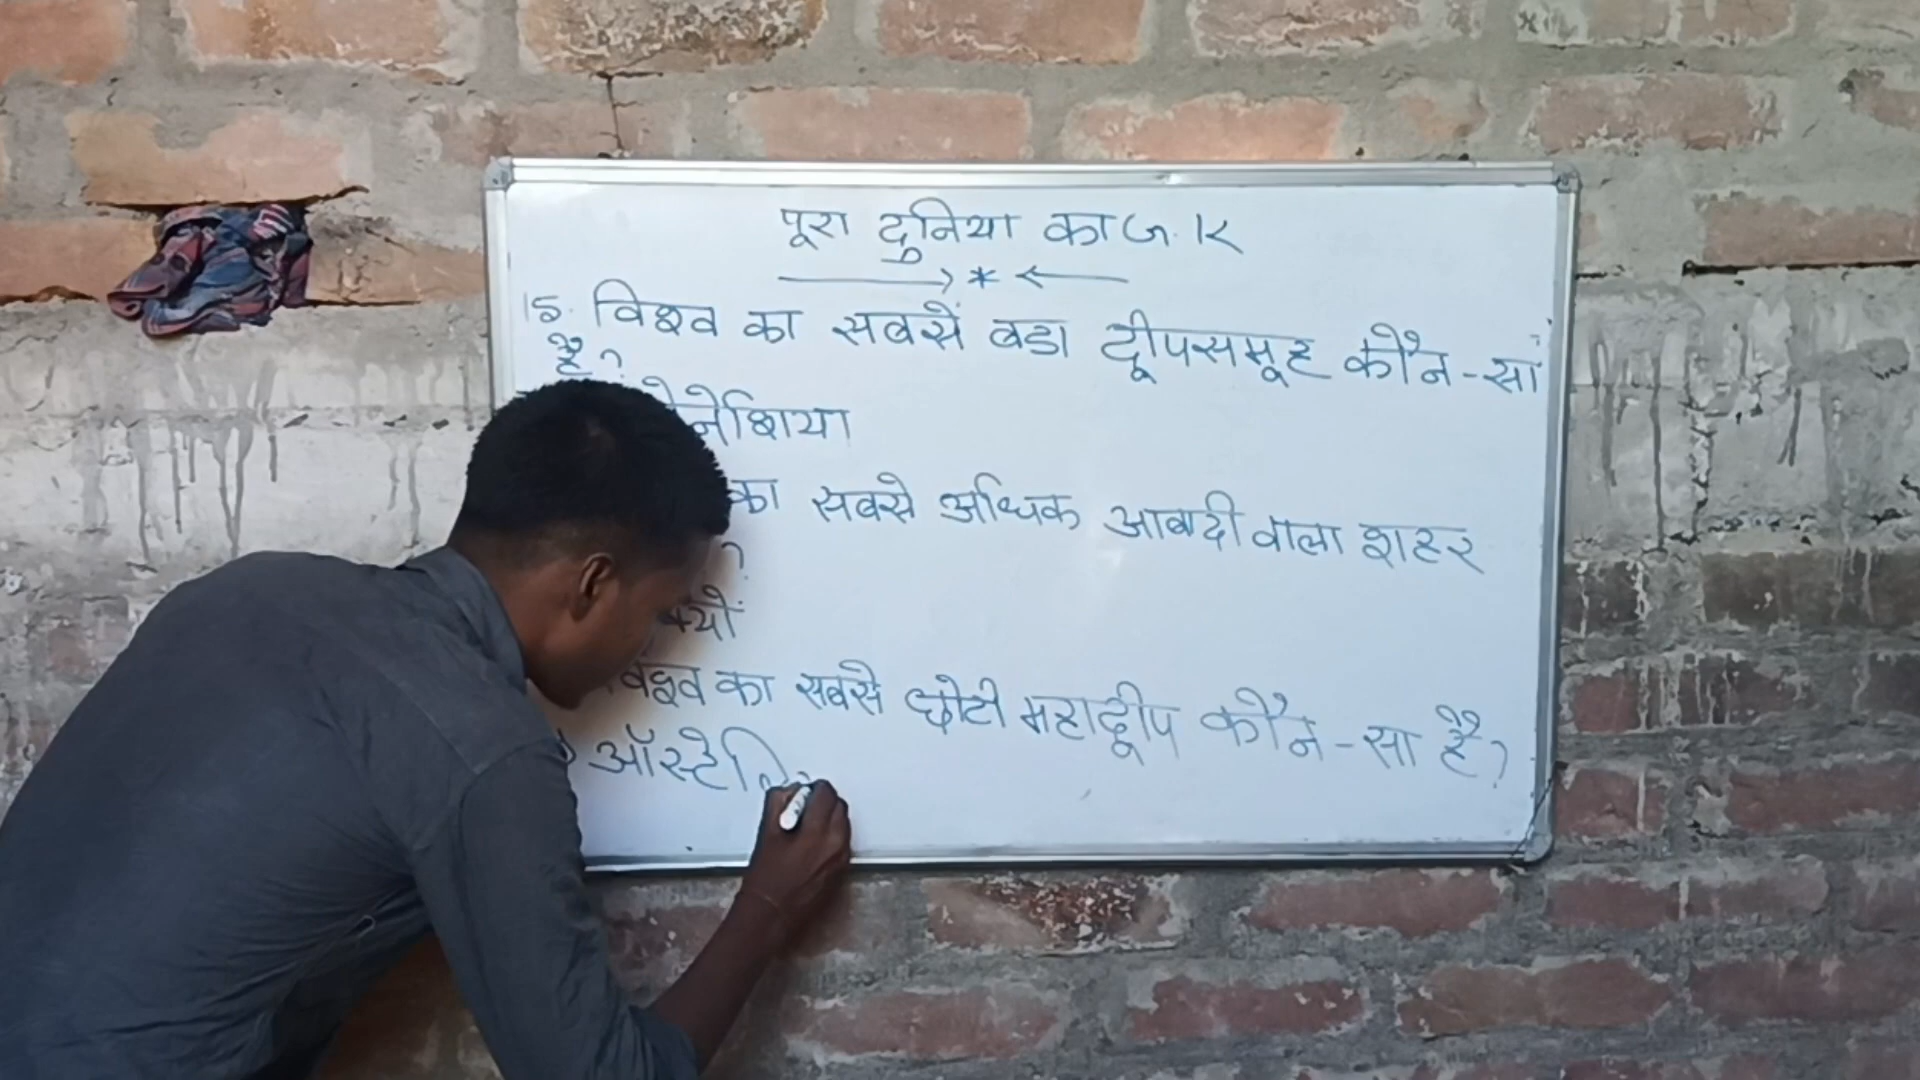 पूरा दुनिया का G.K
15. विश्व का सबसें बडा द्वीपसमूह कौन-सा
है?
नेशिया
का सबसे अधिक आबादी वाला शहर
?
क्यों
विश्व का सबसे छोटी महाद्वीप कौन-सा है?
ऑस्टेलि